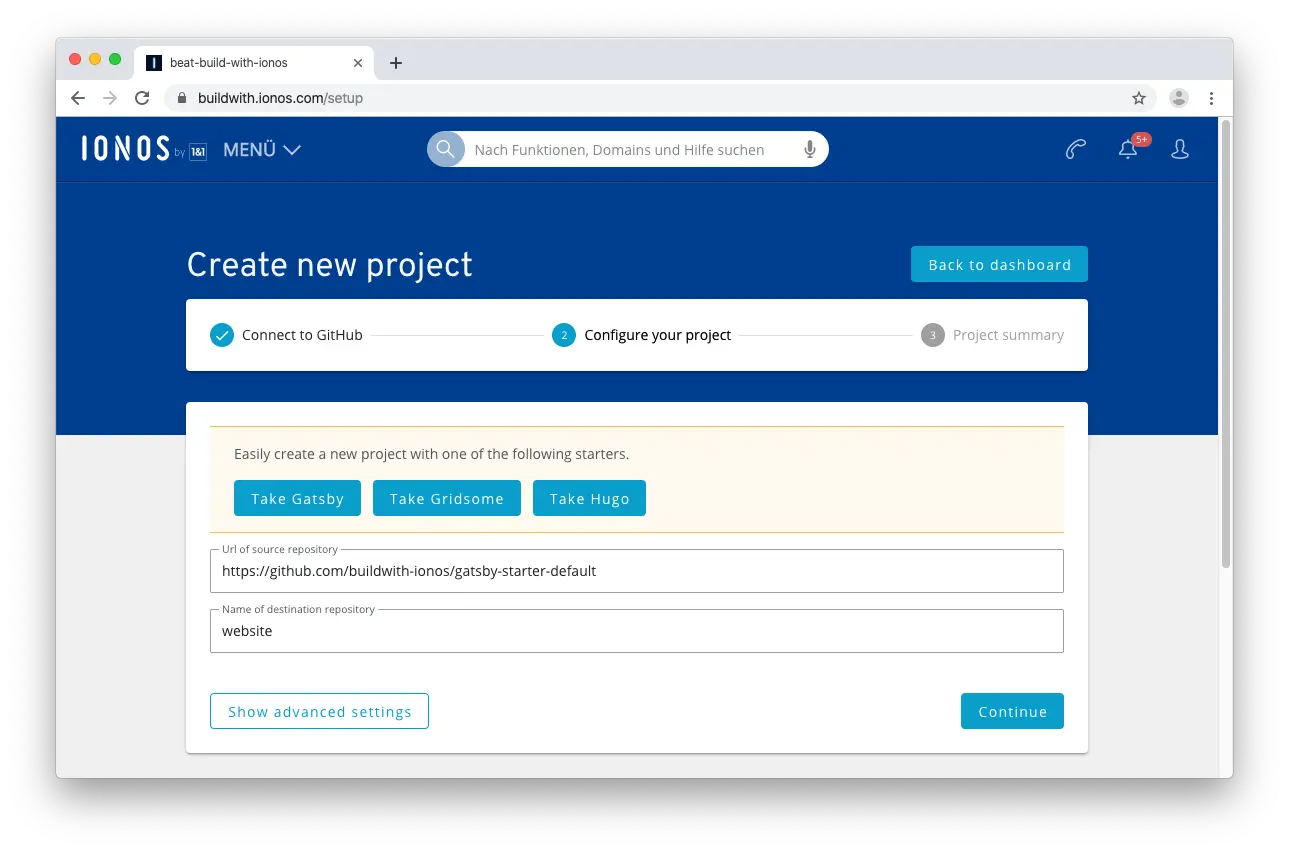 beat-build-with-ionos
buildwith.ionos.com/setup
IONOS by 1&1 MENÜ Nach Funktionen, Domains und Hilfe suchen 5+
Create new project Back to dashboard
Connect to GitHub 2 Configure your project 3 Project summary
Easily create a new project with one of the following starters.
Take Gatsby Take Gridsome Take Hugo
Url of source repository
https://github.com/buildwith-ionos/gatsby-starter-default
Name of destination repository
website
Show advanced settings Continue